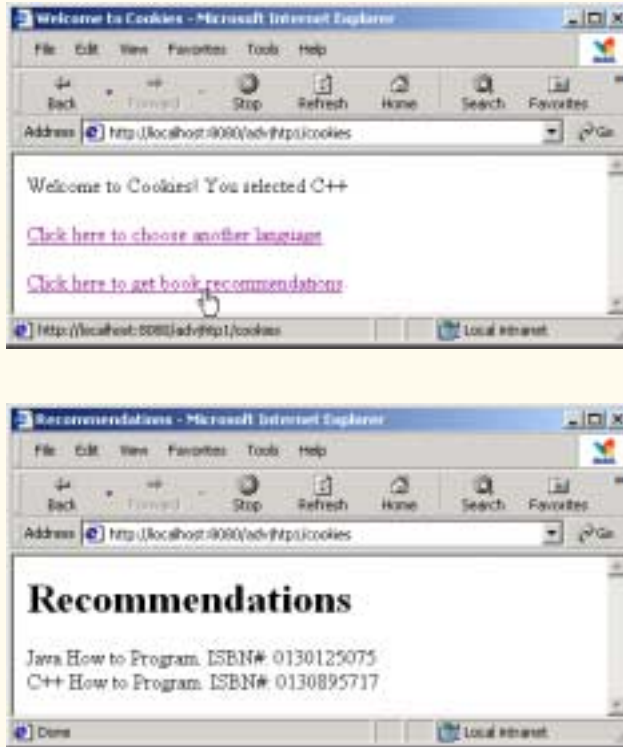 Welcome to Cookies - Microsoft Internet Explorer
File Edit View Favorites Tools Help
Back Forward Stop Refresh Home Search Favorites »
Address http://localhost:8080/advjhtp1/cookies Go
Welcome to Cookies! You selected C++
Click here to choose another language
Click here to get book recommendations
http://localhost:8080/advjhtp1/cookies Local intranet
Recommendations - Microsoft Internet Explorer
File Edit View Favorites Tools Help
Back Forward Stop Refresh Home Search Favorites »
Address http://localhost:8080/advjhtp1/cookies Go
Recommendations
Java How to Program. ISBN#: 0130125075
C++ How to Program. ISBN#: 0130895717
Done Local intranet